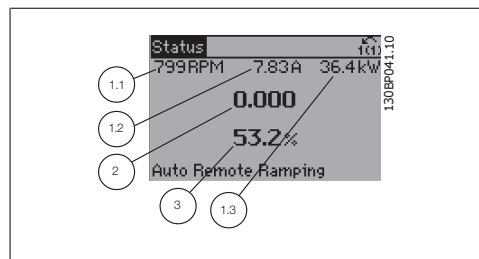 Status 1(1)
799RPM 7.83A 36.4kW
0.000
53.2%
Auto Remote Ramping
1.1
1.2
2
3
1.3
130BP041.10